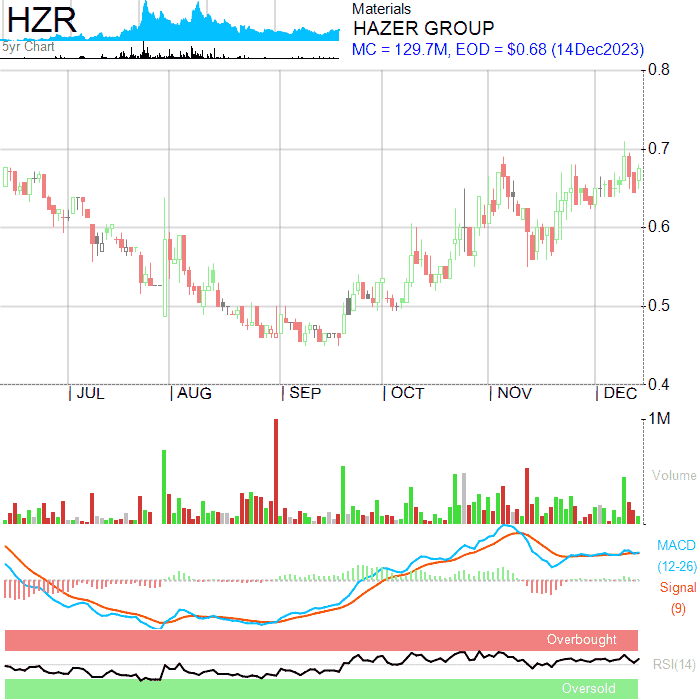 HZR
5yr Chart
Materials
HAZER GROUP
MC = 129.7M, EOD = $0.68 (14Dec2023)
0.8
0.7
0.6
0.5
0.4
JUL AUG SEP OCT NOV DEC
1M
Volume
MACD
(12-26)
Signal
(9)
Overbought
RSI(14)
Oversold